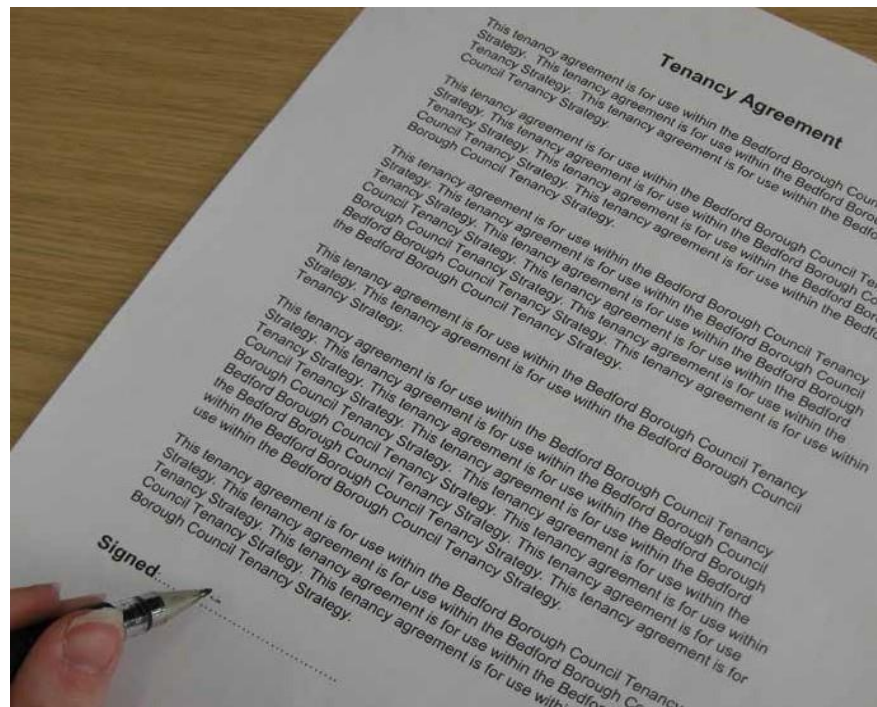 Tenancy Agreement
This tenancy agreement is for use within the Bedford Borough
Strategy. This tenancy agreement is for use within the Bedford
Tenancy Strategy. This tenancy agreement is for use within the
Council Tenancy Strategy.
This tenancy agreement is for use within the Bedford Borough Council
Strategy. This tenancy agreement is for use within the Bedford Borough
Tenancy Strategy. This tenancy agreement is for use within the Bedford
Council Tenancy Strategy. This tenancy agreement is for use within the
Borough Council Tenancy Strategy.
This tenancy agreement is for use within the Bedford Borough Council Tenancy
Strategy. This tenancy agreement is for use within the Bedford Borough Council
Tenancy Strategy. This tenancy agreement is for use within the Bedford Borough
Council Tenancy Strategy. This tenancy agreement is for use within the Bedford
Borough Council Tenancy Strategy. This tenancy agreement is for use within the
Bedford Borough Council Tenancy Strategy. This tenancy agreement is for use within
the Bedford Borough Council Tenancy Strategy.
This tenancy agreement is for use within the Bedford Borough Council Tenancy
Strategy. This tenancy agreement is for use within the Bedford Borough Council
Tenancy Strategy.
This tenancy agreement is for use within the Bedford Borough Council Tenancy
Strategy. This tenancy agreement is for use within the Bedford Borough Council
Tenancy Strategy. This tenancy agreement is for use within the Bedford Borough
Council Tenancy Strategy. This tenancy agreement is for use within the Bedford
Borough Council Tenancy Strategy. This tenancy agreement is for use within the
Bedford Borough Council Tenancy Strategy. This tenancy agreement is for use within
the Bedford Borough Council Tenancy Strategy. This tenancy agreement is for use
within the Bedford Borough Council Tenancy Strategy. This tenancy agreement is for
use within the Bedford Borough Council Tenancy Strategy.
This tenancy agreement is for use within the Bedford Borough Council Tenancy
Strategy. This tenancy agreement is for use within the Bedford Borough
Tenancy Strategy. This tenancy agreement is for use within the Bedford
Council Tenancy Strategy. This tenancy agreement is for use
Borough Council Tenancy Strategy.
Signed